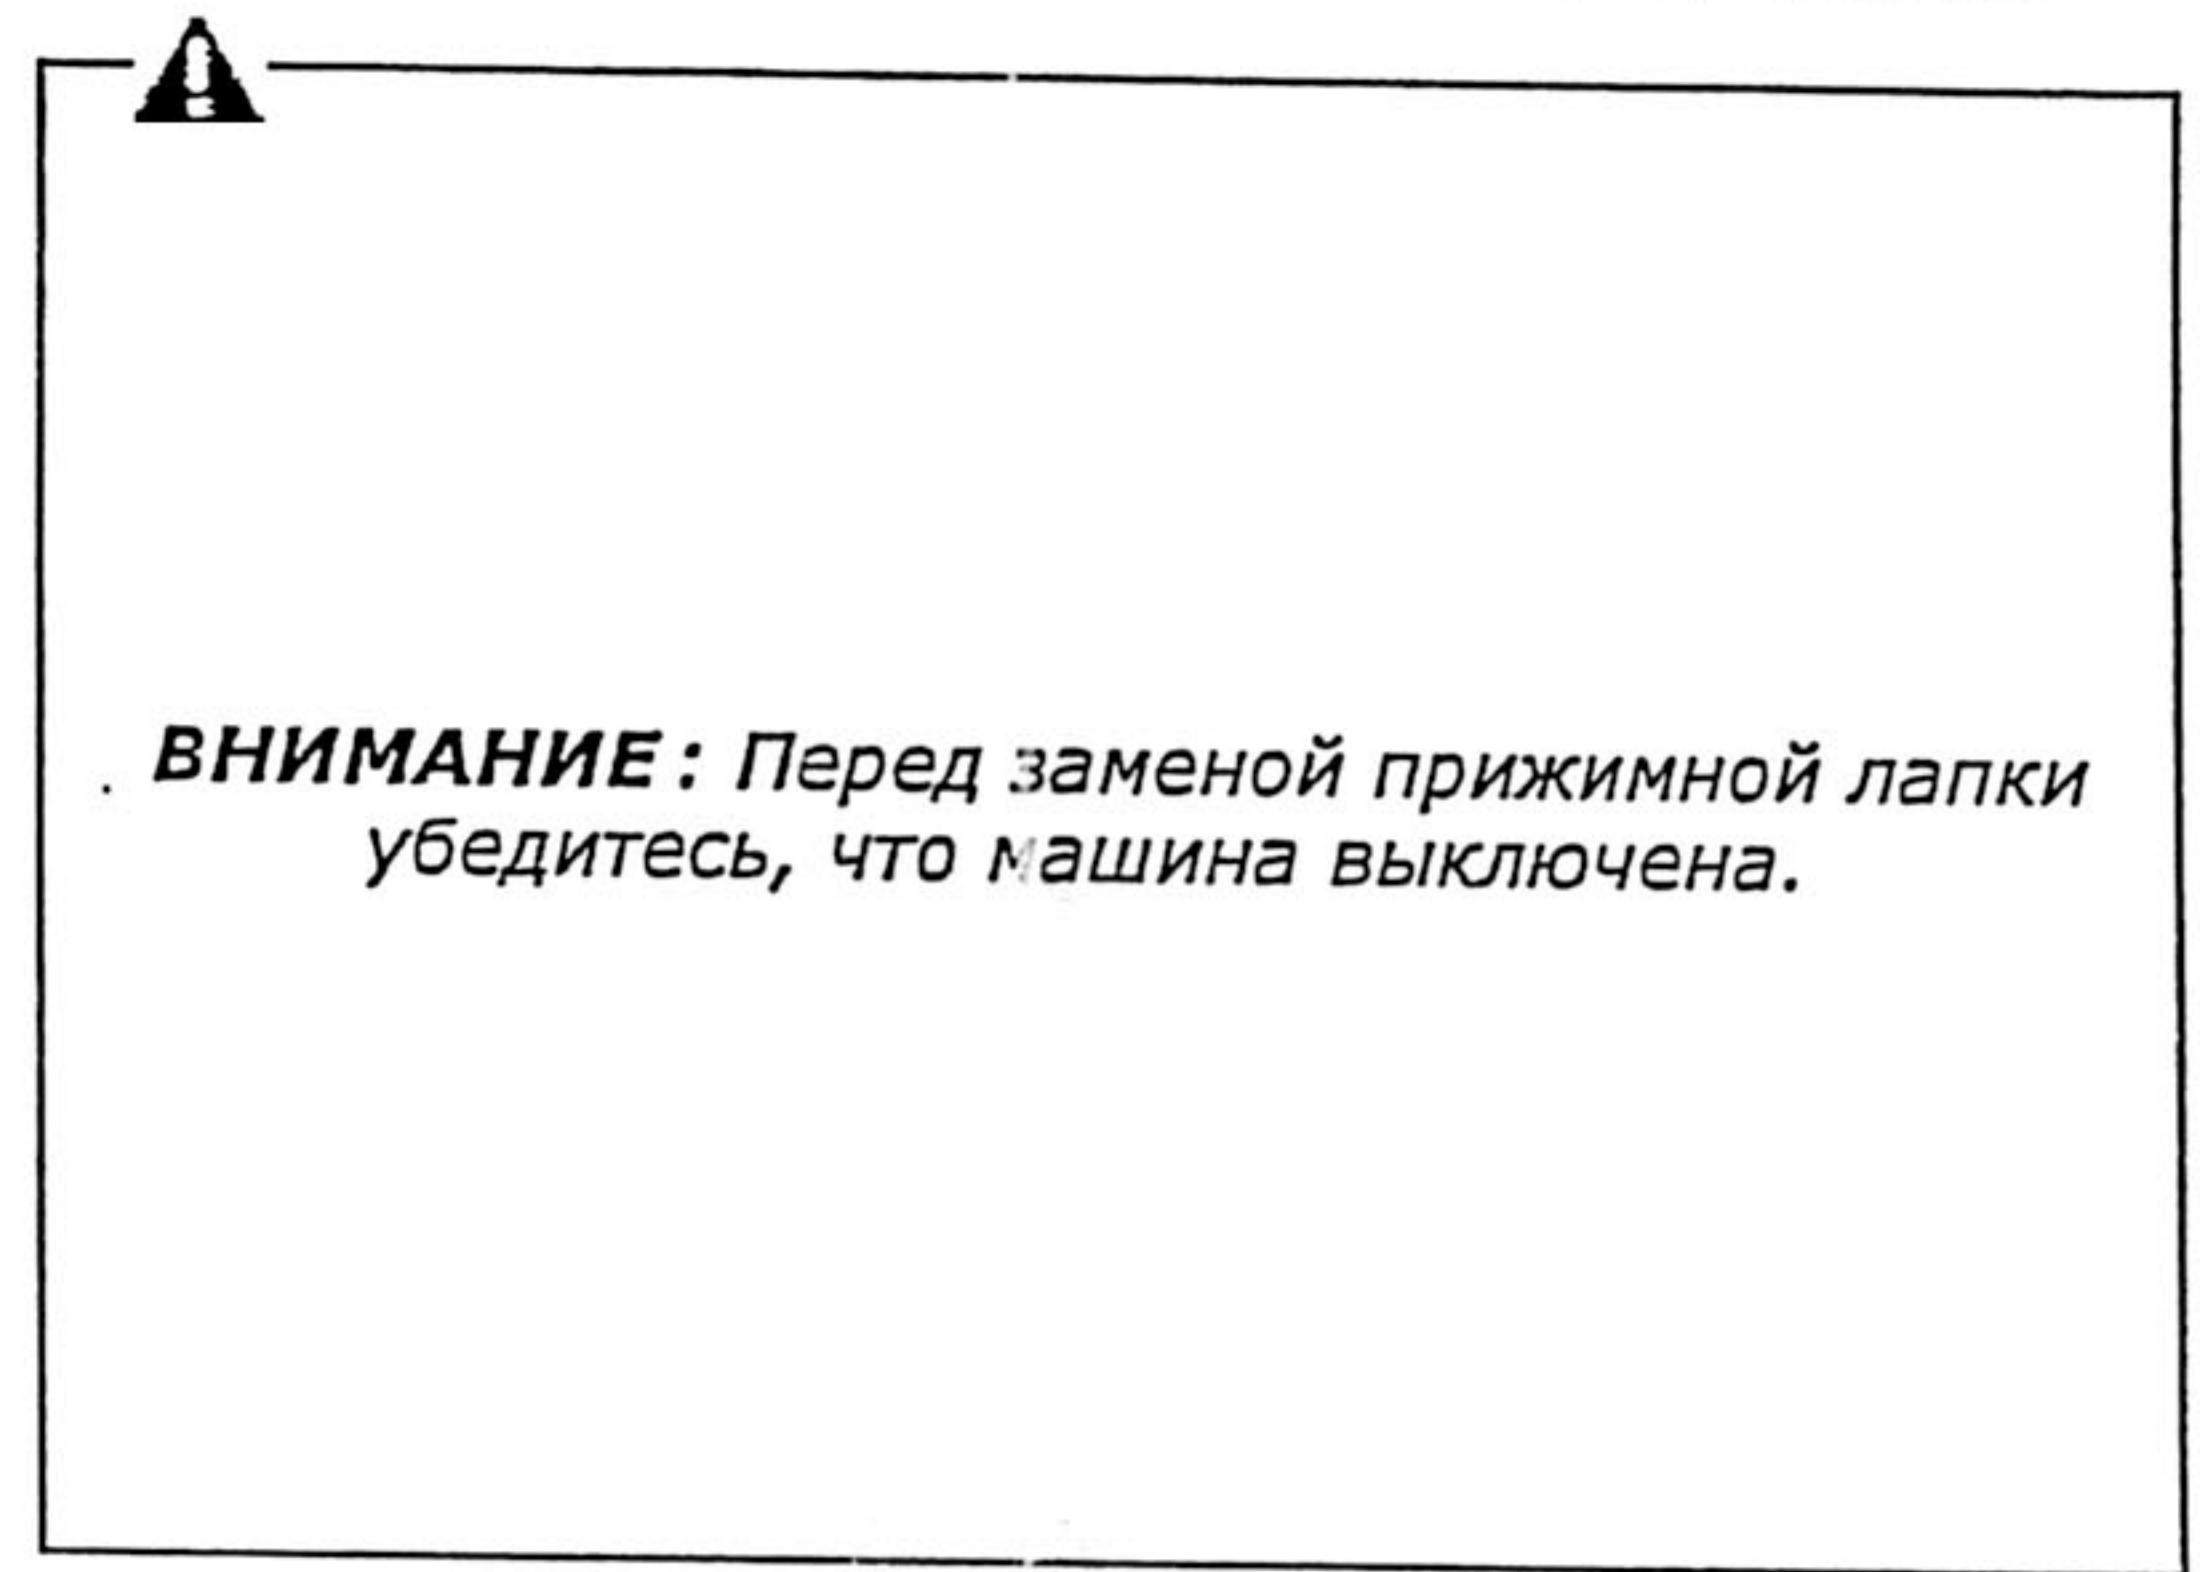 ВНИМАНИЕ: Перед заменой прижимной лапки
убедитесь, что машина выключена.